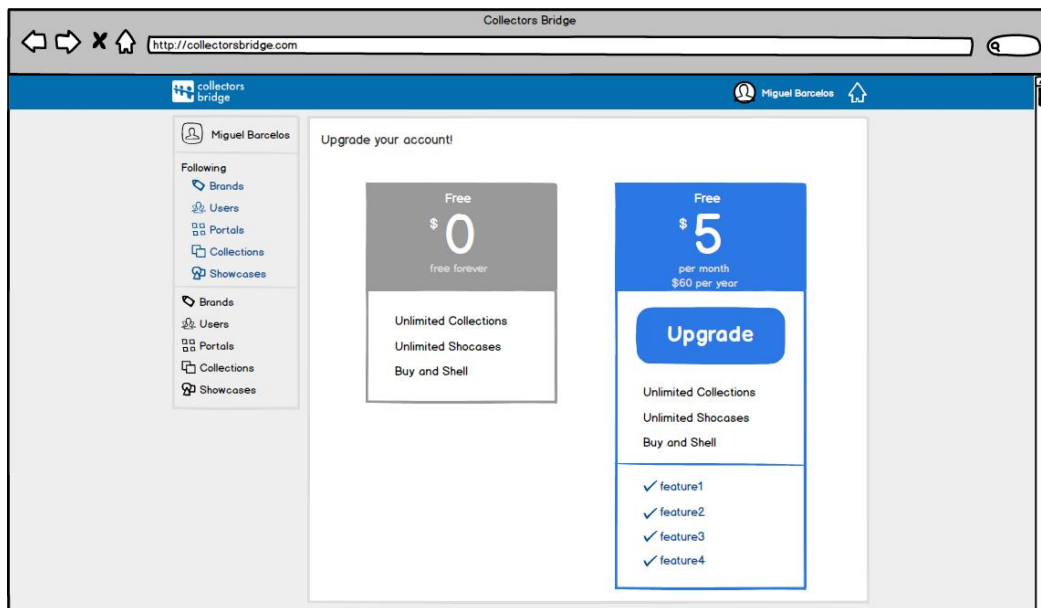 Collectors Bridge
http://collectorsbridge.com
collectors
bridge
Miguel Barcelos
Miguel Barcelos
Following
Brands
Users
Portals
Collections
Showcases
Brands
Users
Portals
Collections
Showcases
Upgrade your account!
Free
$0
free forever
Unlimited Collections
Unlimited Shocases
Buy and Shell
Free
$5
per month
$60 per year
Upgrade
Unlimited Collections
Unlimited Shocases
Buy and Shell
feature1
feature2
feature3
feature4